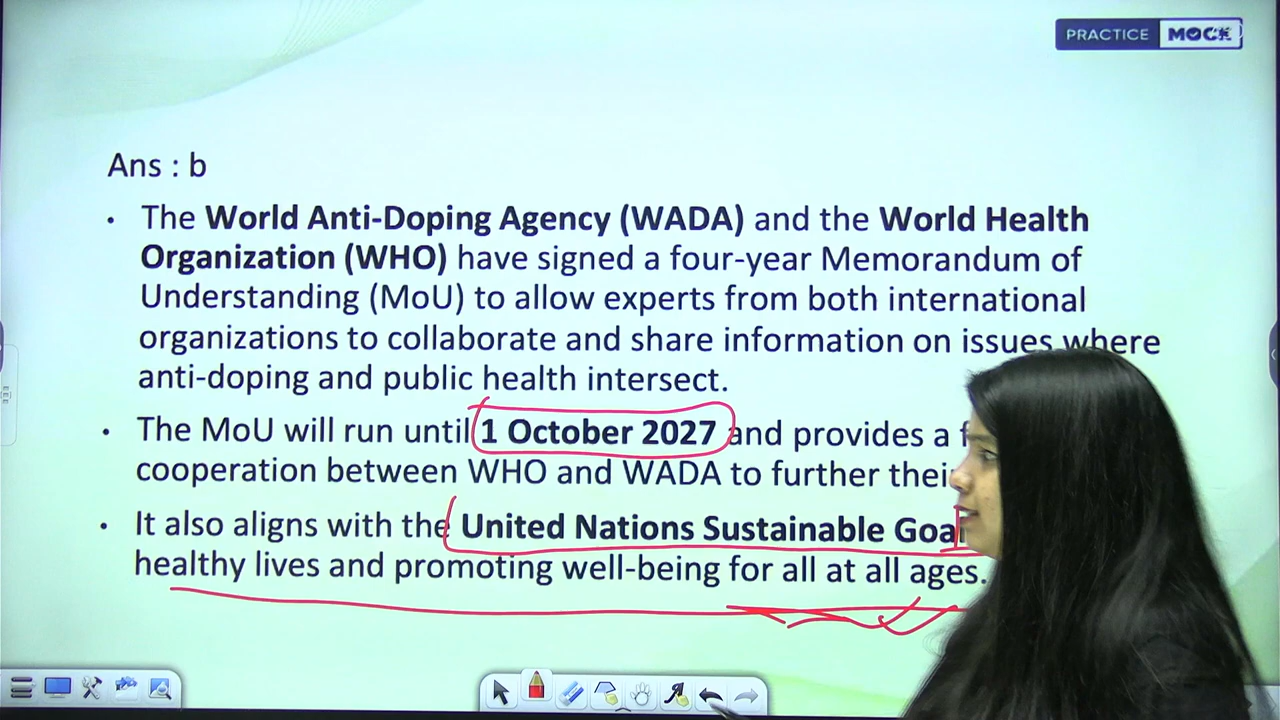 PRACTICE MOCK
Ans : b
• The World Anti-Doping Agency (WADA) and the World Health
Organization (WHO) have signed a four-year Memorandum of
Understanding (MoU) to allow experts from both international
organizations to collaborate and share information on issues where
anti-doping and public health intersect.
• The MoU will run until 1 October 2027 and provides a
cooperation between WHO and WADA to further their
• It also aligns with the United Nations Sustainable Goal
healthy lives and promoting well-being for all at all ages.